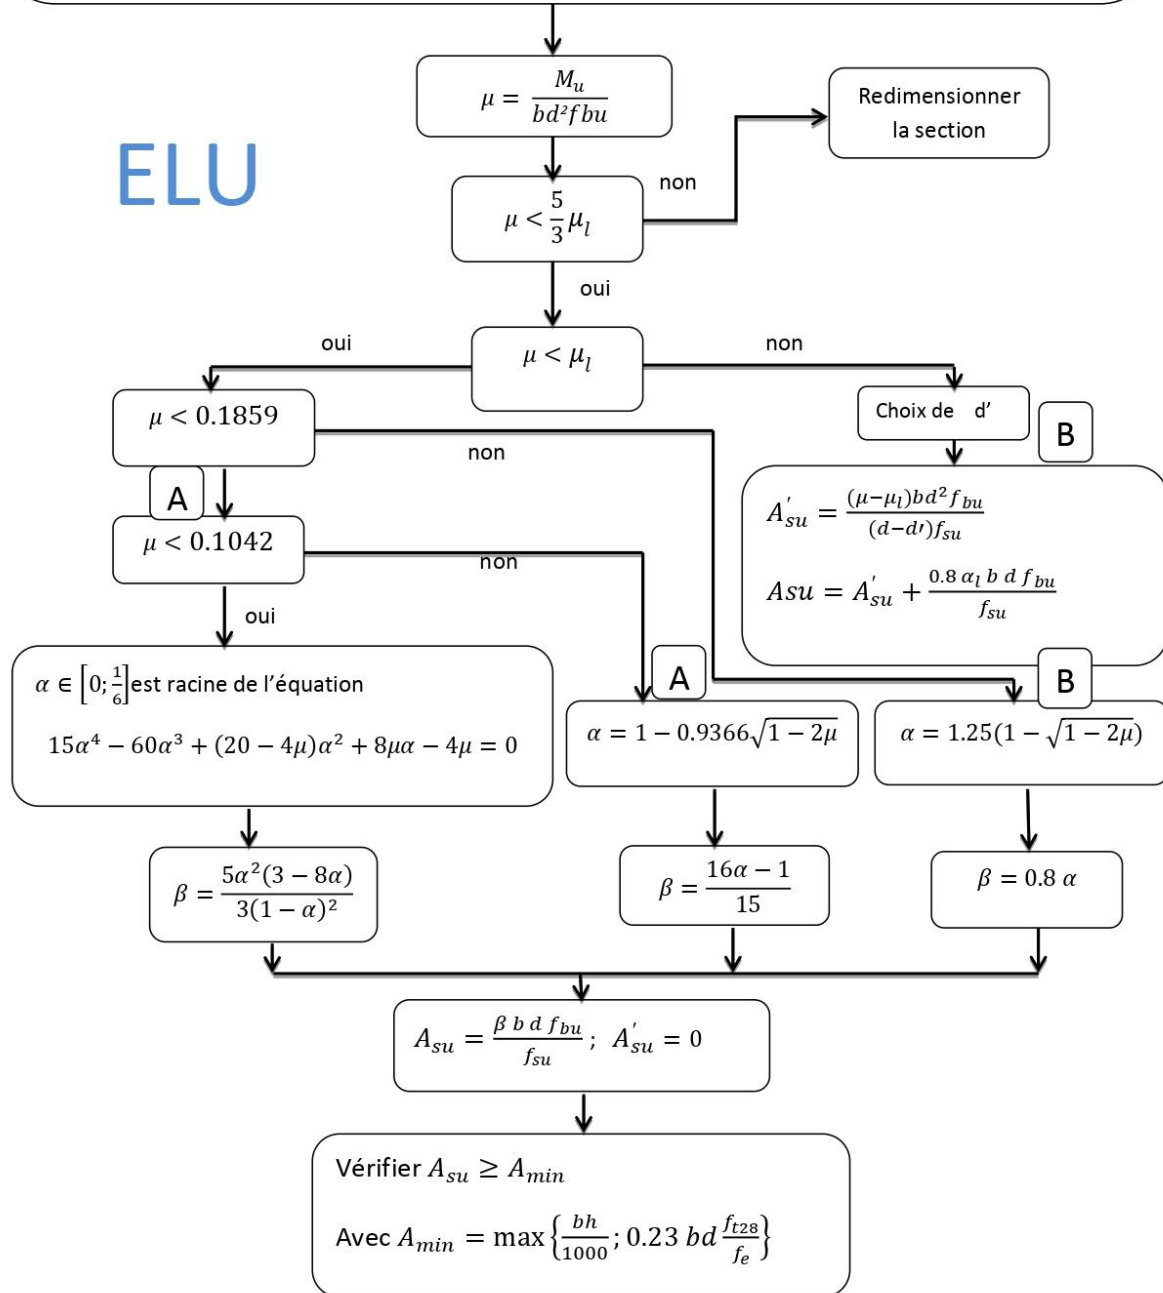 μ = M_u / bd²fbu
Redimensionner
la section
ELU
non
μ < 5/3 μ_l
oui
oui
μ < μ_l
non
μ < 0.1859
Choix de d’
B
non
A
μ < 0.1042
non
A'_su = (μ−μ_l)bd²f_bu / (d−d′)f_su
Asu = A'_su + 0.8 α_l b d f_bu / f_su
oui
α ∈ [0; 1/6] est racine de l’équation
15α⁴ − 60α³ + (20 − 4μ)α² + 8μα − 4μ = 0
A
B
α = 1 − 0.9366√(1 − 2μ)
α = 1.25(1 − √(1 − 2μ))
β = 5α²(3 − 8α) / 3(1 − α)²
β = 16α − 1 / 15
β = 0.8 α
A_su = β b d f_bu / f_su ; A'_su = 0
Vérifier A_su ≥ A_min
Avec A_min = max{bh/1000 ; 0.23 bd f_t28/f_e}